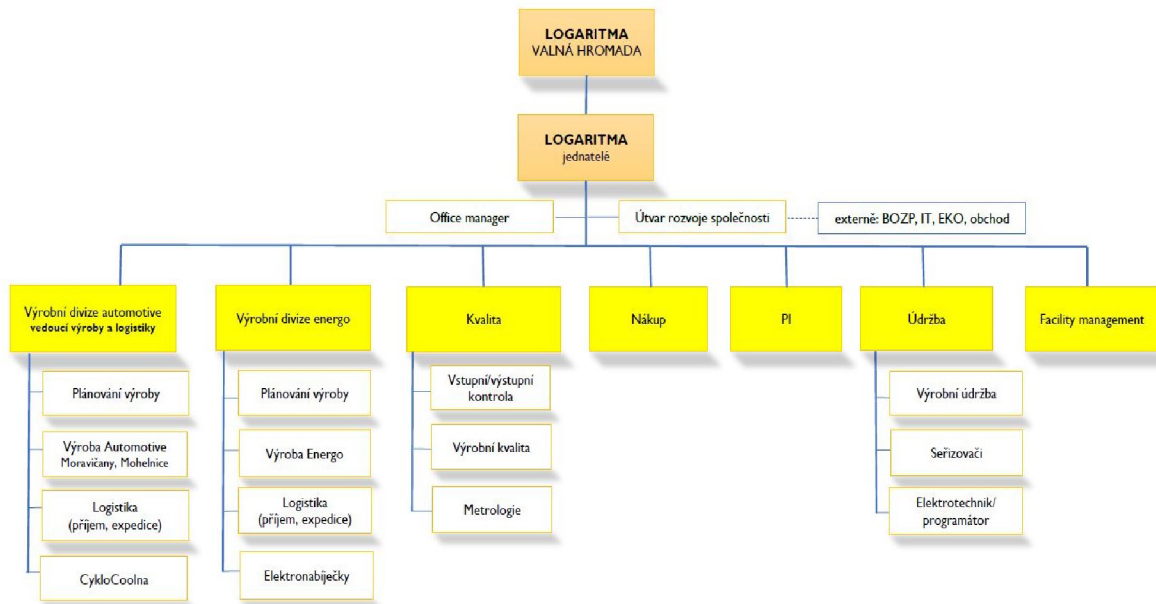 LOGARITMA
VALNÁ HROMADA
LOGARITMA
jednatelé
Office manager
Útvar rozvoje společnosti
externě: BOZP, IT, EKO, obchod
Výrobní divize automotive
vedoucí výroby a logistiky
Výrobní divize energo
Kvalita
Nákup
PI
Údržba
Facility management
Plánování výroby
Výroba Automotive
Moravičany, Mohelnice
Logistika
(příjem, expedice)
CykloCoolna
Plánování výroby
Výroba Energo
Logistika
(příjem, expedice)
Elektronabíječky
Vstupní/výstupní
kontrola
Výrobní kvalita
Metrologie
Výrobní údržba
Seřizovači
Elektrotechnik/
programátor